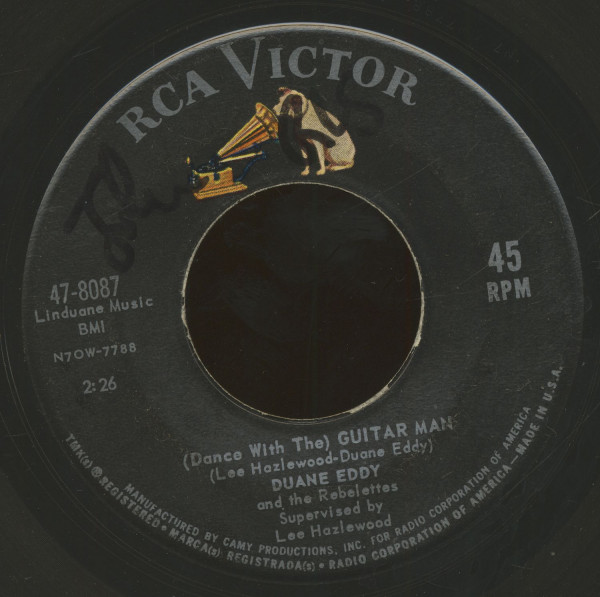 RCA VICTOR
47-8087
Linduane Music
BMI
N7OW-7788
2:26
45
RPM
(Dance With The) GUITAR MAN
(Lee Hazlewood-Duane Eddy)
DUANE EDDY
and the Rebelettes
Supervised by
Lee Hazlewood
MANUFACTURED BY CAMY PRODUCTIONS, INC. FOR RADIO CORPORATION OF AMERICA
TMK(s) ® REGISTERED • MARCA(s) REGISTRADA(s) • RADIO CORPORATION OF AMERICA - MADE IN U.S.A.